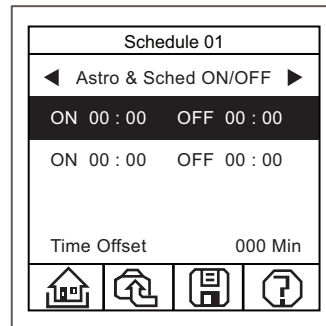 Schedule 01
◀ Astro & Sched ON/OFF ▶
ON 00 : 00 OFF 00 : 00
ON 00 : 00 OFF 00 : 00
Time Offset 000 Min
?